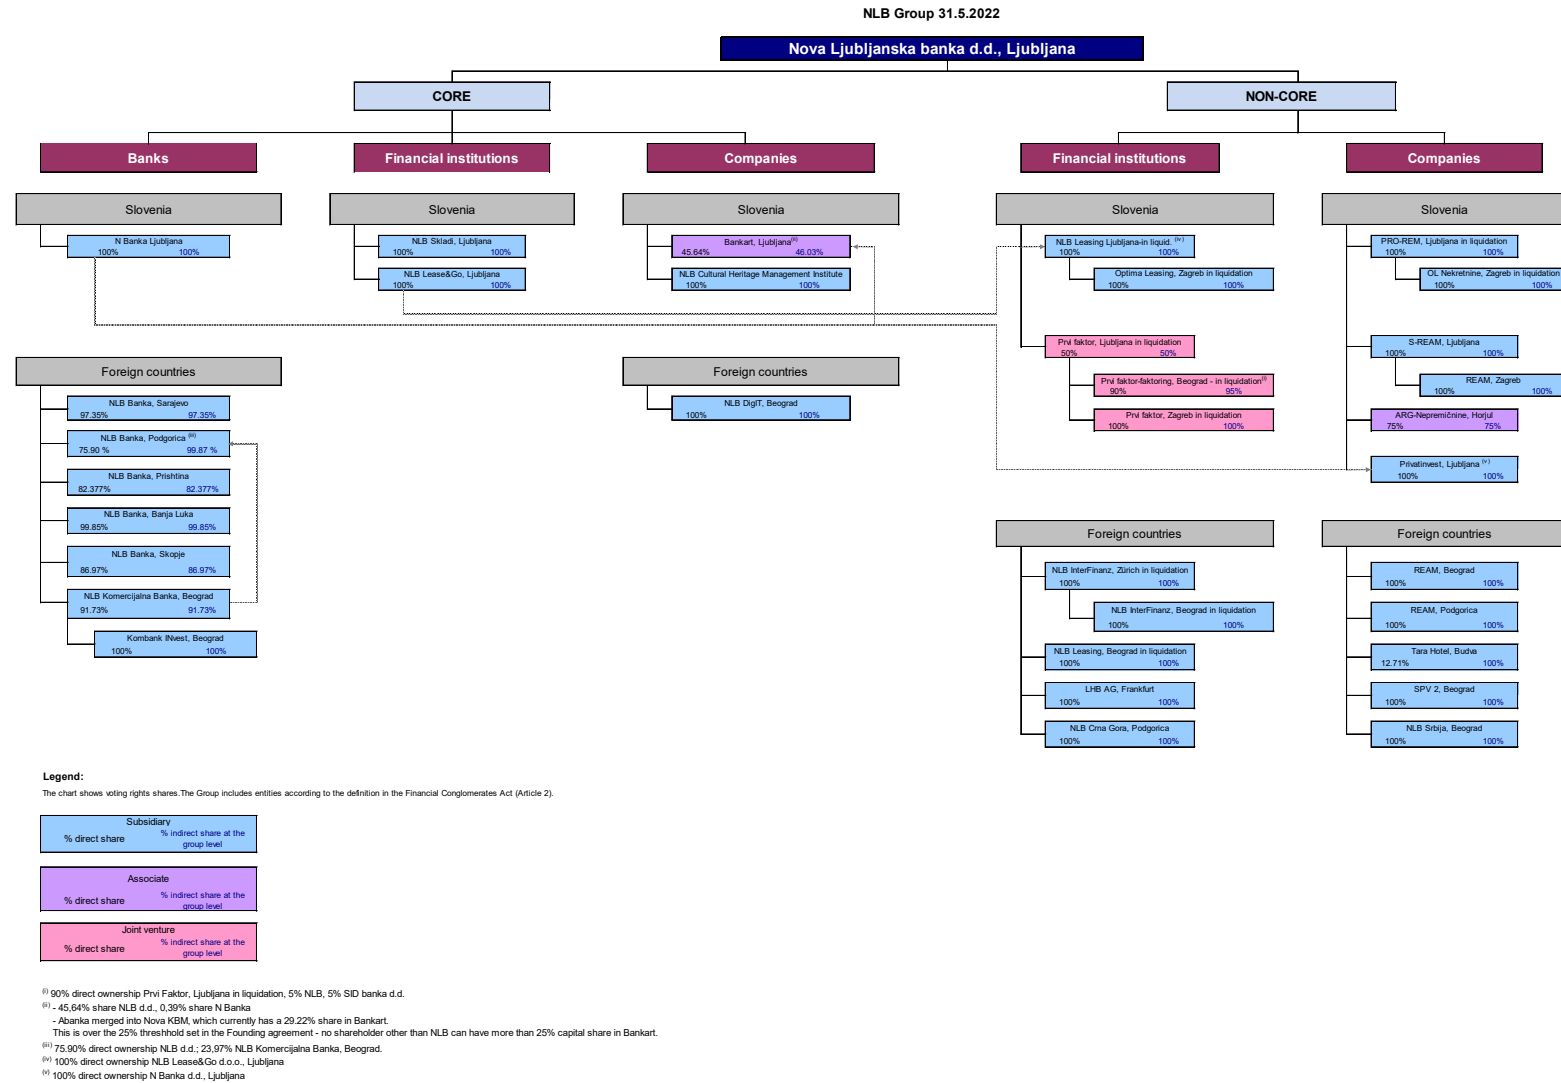 NLB Group 31.5.2022
Nova Ljubljanska banka d.d., Ljubljana
CORE
NON-CORE
Banks
Financial institutions
Companies
Financial institutions
Companies
Slovenia
N Banka Ljubljana
100% 100%
Foreign countries
NLB Banka, Sarajevo
97.35% 97.35%
NLB Banka, Podgorica (iii)
75.90 % 99.87 %
NLB Banka, Prishtina
82.377% 82.377%
NLB Banka, Banja Luka
99.85% 99.85%
NLB Banka, Skopje
86.97% 86.97%
NLB Komercijalna Banka, Beograd
91.73% 91.73%
Kombank INvest, Beograd
100% 100%
Slovenia
NLB Skladi, Ljubljana
100% 100%
NLB Lease&Go, Ljubljana
100% 100%
Slovenia
Bankart, Ljubljana(ii)
45.64% 46.03%
NLB Cultural Heritage Management Institute
100% 100%
Foreign countries
NLB DigIT, Beograd
100% 100%
Slovenia
NLB Leasing Ljubljana-in liquid. (iv)
100% 100%
Optima Leasing, Zagreb in liquidation
100% 100%
Prvi faktor, Ljubljana in liquidation
50% 50%
Prvi faktor-faktoring, Beograd - in liquidation(i)
90% 95%
Prvi faktor, Zagreb in liquidation
100% 100%
Foreign countries
NLB InterFinanz, Zürich in liquidation
100% 100%
NLB InterFinanz, Beograd in liquidation
100% 100%
NLB Leasing, Beograd in liquidation
100% 100%
LHB AG, Frankfurt
100% 100%
NLB Crna Gora, Podgorica
100% 100%
Slovenia
PRO-REM, Ljubljana in liquidation
100% 100%
OL Nekretnine, Zagreb in liquidation
100% 100%
S-REAM, Ljubljana
100% 100%
REAM, Zagreb
100% 100%
ARG-Nepremičnine, Horjul
75% 75%
Privatinvest, Ljubljana (v)
100% 100%
Foreign countries
REAM, Beograd
100% 100%
REAM, Podgorica
100% 100%
Tara Hotel, Budva
12.71% 100%
SPV 2, Beograd
100% 100%
NLB Srbija, Beograd
100% 100%
Legend:
The chart shows voting rights shares.The Group includes entities according to the definition in the Financial Conglomerates Act (Article 2).
Subsidiary
% direct share % indirect share at the
group level
Associate
% direct share % indirect share at the
group level
Joint venture
% direct share % indirect share at the
group level
(i) 90% direct ownership Prvi Faktor, Ljubljana in liquidation, 5% NLB, 5% SID banka d.d.
(ii) - 45,64% share NLB d.d., 0,39% share N Banka
- Abanka merged into Nova KBM, which currently has a 29.22% share in Bankart.
This is over the 25% threshhold set in the Founding agreement - no shareholder other than NLB can have more than 25% capital share in Bankart.
(iii) 75.90% direct ownership NLB d.d.; 23,97% NLB Komercijalna Banka, Beograd.
(iv) 100% direct ownership NLB Lease&Go d.o.o., Ljubljana
(v) 100% direct ownership N Banka d.d., Ljubljana